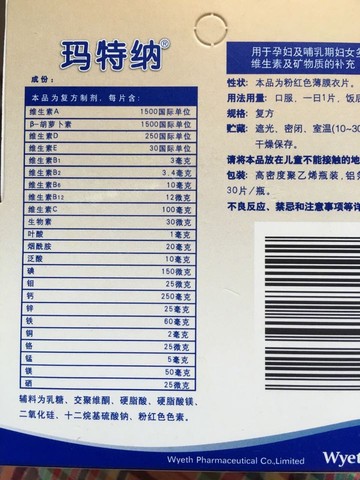 玛特纳®
成份:
本品为复方制剂,每片含:
维生素A 1500国际单位
β-胡萝卜素 1500国际单位
维生素D 250国际单位
维生素E 30国际单位
维生素B1 3毫克
维生素B2 3.4毫克
维生素B6 10毫克
维生素B12 12微克
维生素C 100毫克
生物素 30微克
叶酸 1毫克
烟酰胺 20毫克
泛酸 10毫克
碘 150微克
钼 25微克
钙 250毫克
锌 25毫克
铁 60毫克
铜 2毫克
铬 25微克
锰 5毫克
镁 50毫克
硒 25微克
辅料为乳糖、交聚维酮、硬脂酸、硬脂酸镁、
二氧化硅、十二烷基硫酸钠、粉红色色素。
用于孕妇及哺乳期妇女多
维生素及矿物质的补充
性状:本品为粉红色薄膜衣片。
用法用量:口服,一日1片,饭后
规格:复方
贮藏:遮光、密闭,室温(10~30
干燥保存。
请将本品放在儿童不能接触的地
包装:高密度聚乙烯瓶装,铝
30片/瓶。
不良反应、禁忌和注意事项等详
Wyeth Pharmaceutical Co.,Limited
Wyeth